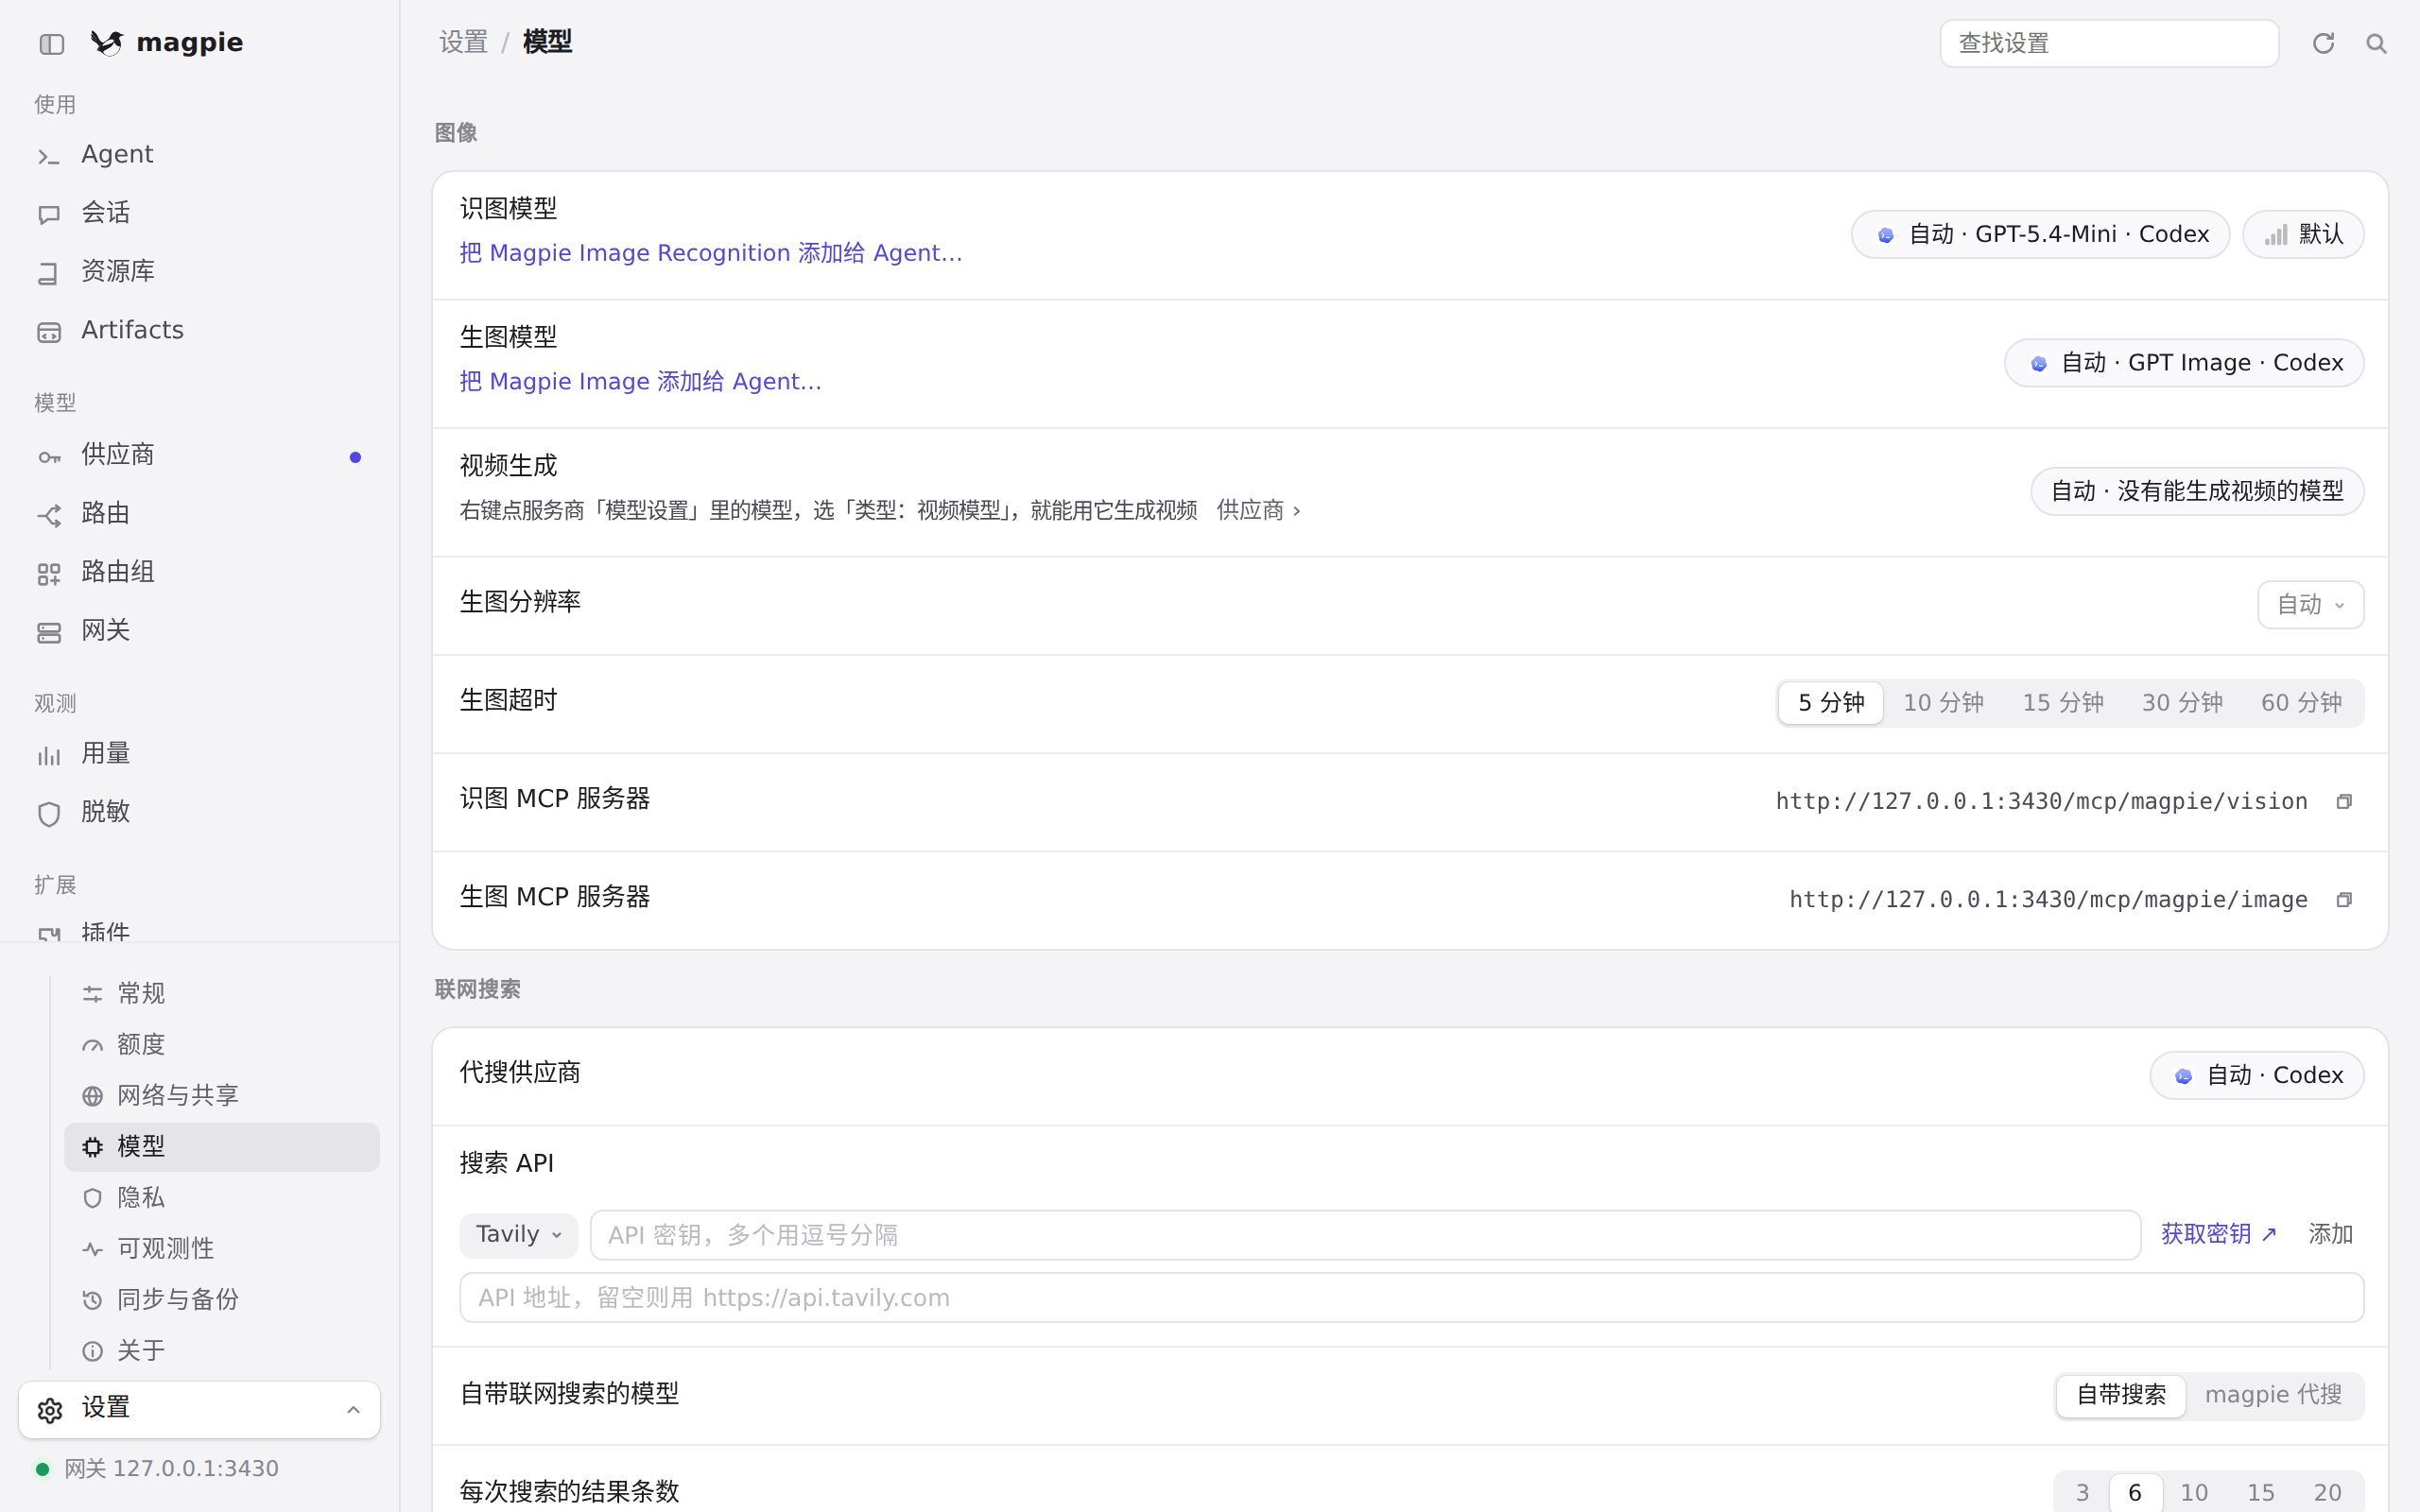 magpie
设置 / 模型
查找设置
使用
Agent
会话
资源库
Artifacts
模型
供应商
路由
路由组
网关
观测
用量
脱敏
扩展
插件
常规
额度
网络与共享
模型
隐私
可观测性
同步与备份
关于
设置
网关 127.0.0.1:3430
图像
识图模型
把 Magpie Image Recognition 添加给 Agent…
自动 · GPT-5.4-Mini · Codex
默认
生图模型
把 Magpie Image 添加给 Agent…
自动 · GPT Image · Codex
视频生成
右键点服务商「模型设置」里的模型，选「类型：视频模型」，就能用它生成视频 供应商 ›
自动 · 没有能生成视频的模型
生图分辨率
自动
生图超时
5 分钟 10 分钟 15 分钟 30 分钟 60 分钟
识图 MCP 服务器
http://127.0.0.1:3430/mcp/magpie/vision
生图 MCP 服务器
http://127.0.0.1:3430/mcp/magpie/image
联网搜索
代搜供应商
自动 · Codex
搜索 API
Tavily
API 密钥，多个用逗号分隔
获取密钥 ↗
添加
API 地址，留空则用 https://api.tavily.com
自带联网搜索的模型
自带搜索 magpie 代搜
每次搜索的结果条数
3 6 10 15 20